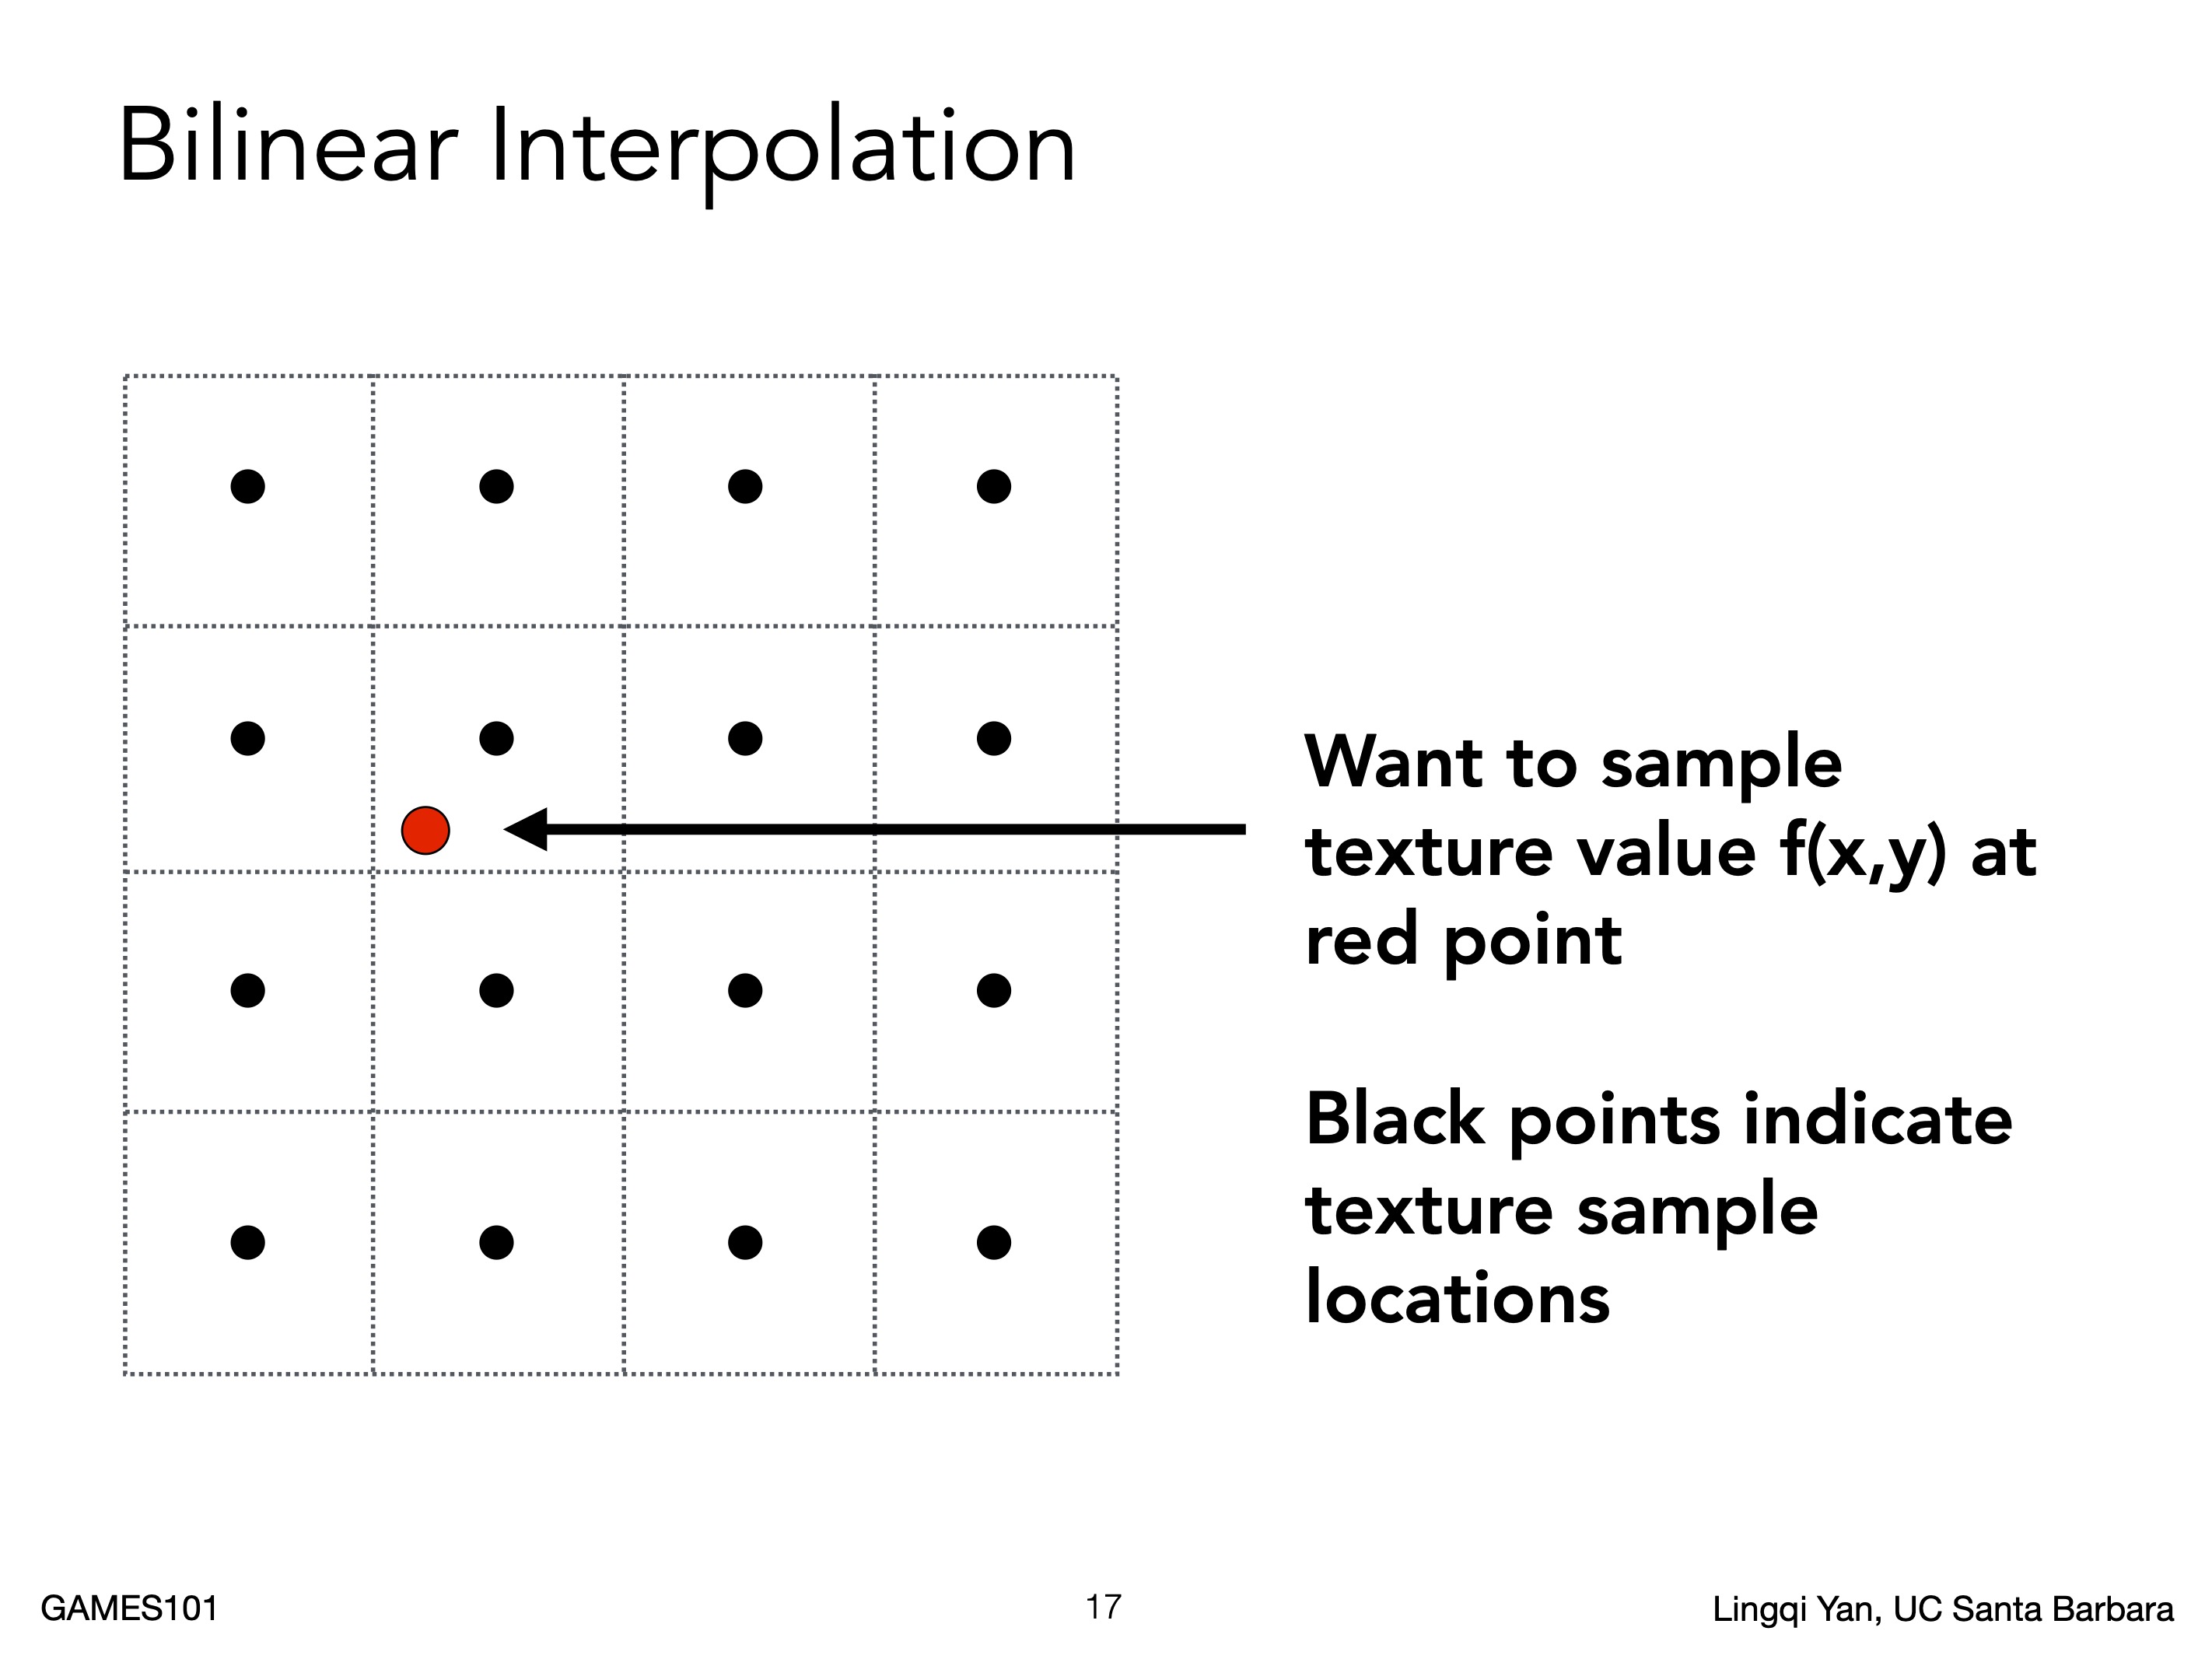 Bilinear Interpolation
Want to sample
texture value f(x,y) at
red point
Black points indicate
texture sample
locations
GAMES101
17
Lingqi Yan, UC Santa Barbara